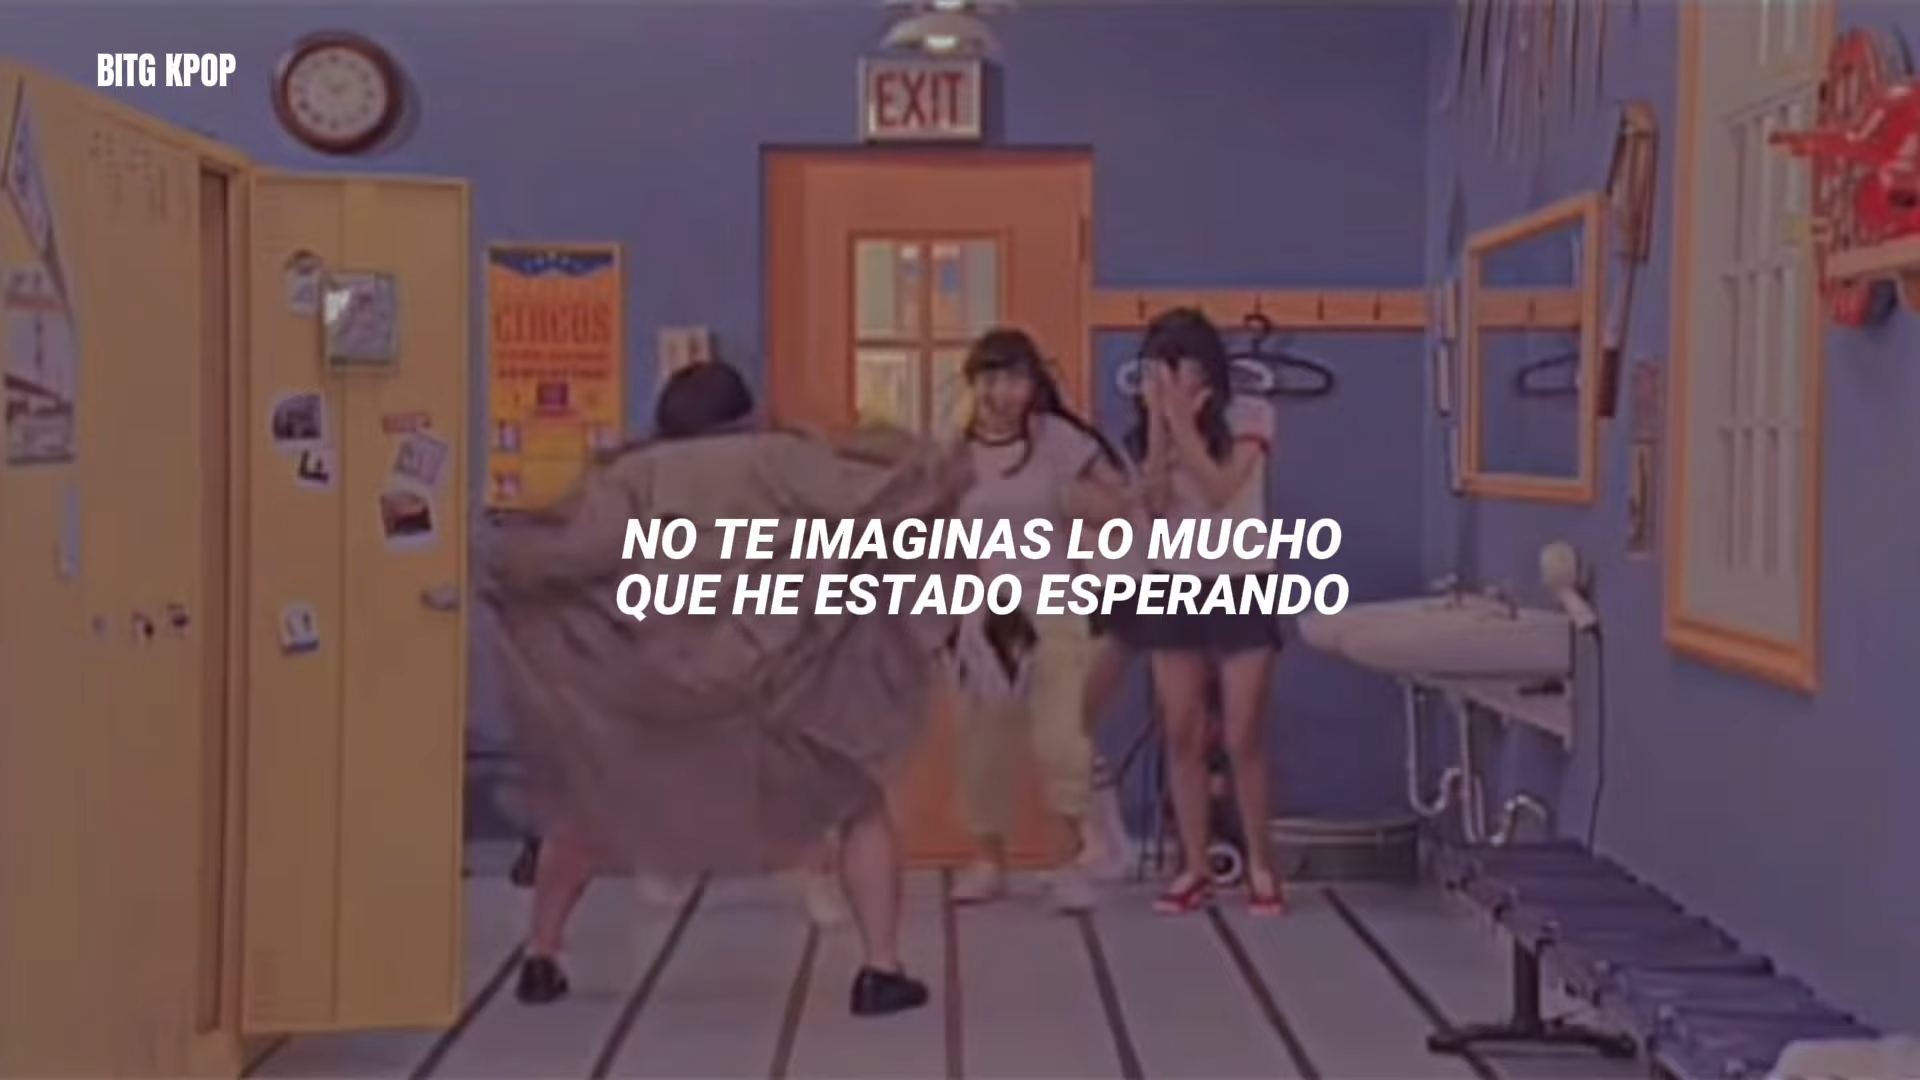 BITG KPOP
EXIT
CIRCUS
NO TE IMAGINAS LO MUCHO
QUE HE ESTADO ESPERANDO